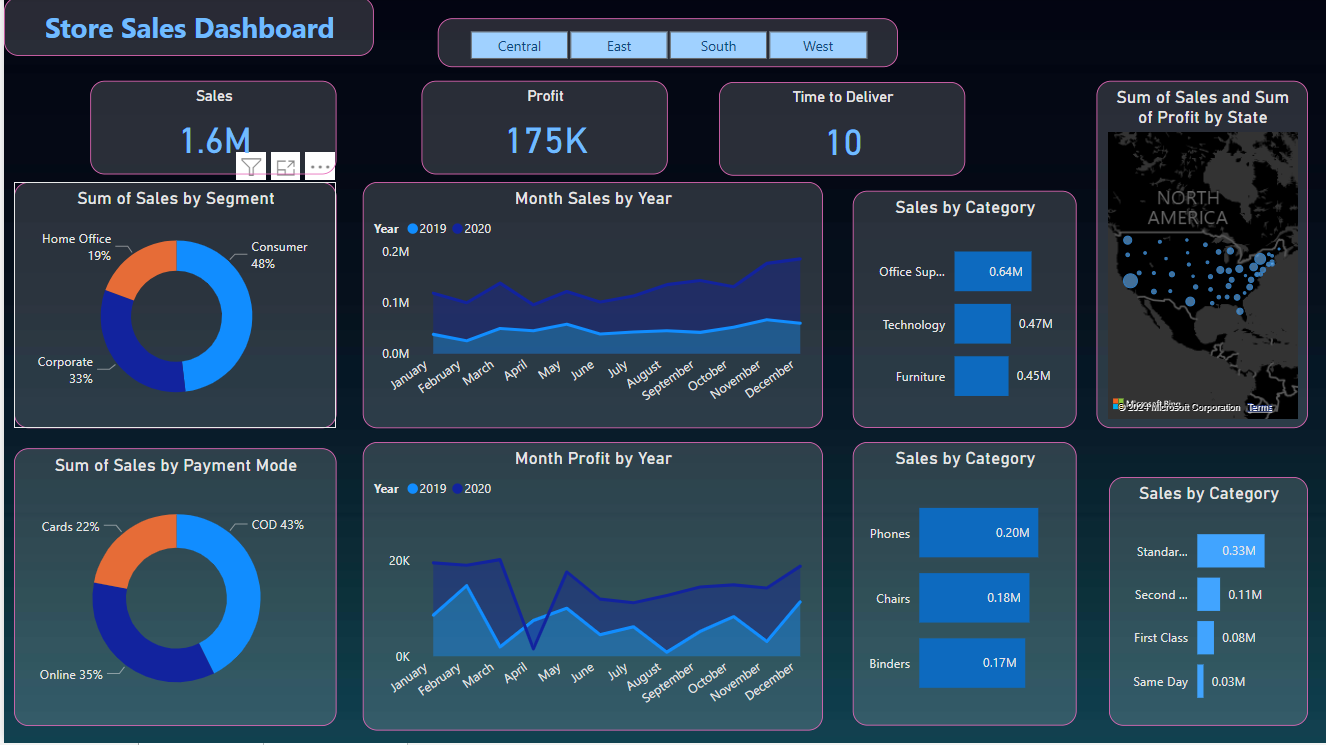 Store Sales Dashboard
Central
East
South
West
Sales
1.6M
Profit
175K
Time to Deliver
10
Sum of Sales and Sum
of Profit by State
NORTH
AMERICA
Microsoft Bing
© 2024 Microsoft Corporation
Terms
Sum of Sales by Segment
Home Office
19%
Consumer
48%
Corporate
33%
Month Sales by Year
Year 2019 2020
0.2M
0.1M
0.0M
January
February
March
April
May
June
July
August
September
October
November
December
Sales by Category
Office Sup... 0.64M
Technology 0.47M
Furniture 0.45M
Sum of Sales by Payment Mode
Cards 22%
COD 43%
Online 35%
Month Profit by Year
Year 2019 2020
20K
0K
January
February
March
April
May
June
July
August
September
October
November
December
Sales by Category
Phones 0.20M
Chairs 0.18M
Binders 0.17M
Sales by Category
Standar... 0.33M
Second ... 0.11M
First Class 0.08M
Same Day 0.03M